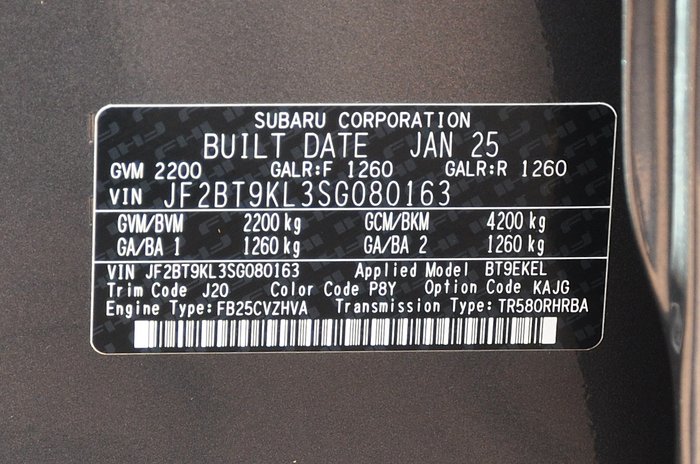 SUBARU CORPORATION
BUILT DATE JAN 25
GVM 2200 GALR:F 1260 GALR:R 1260
VIN JF2BT9KL3SG080163
GVM/BVM 2200 kg GCM/BKM 4200 kg
GA/BA 1 1260 kg GA/BA 2 1260 kg
VIN JF2BT9KL3SG080163 Applied Model BT9EKEL
Trim Code J20 Color Code P8Y Option Code KAJG
Engine Type:FB25CVZHVA Transmission Type:TR580RHRBA